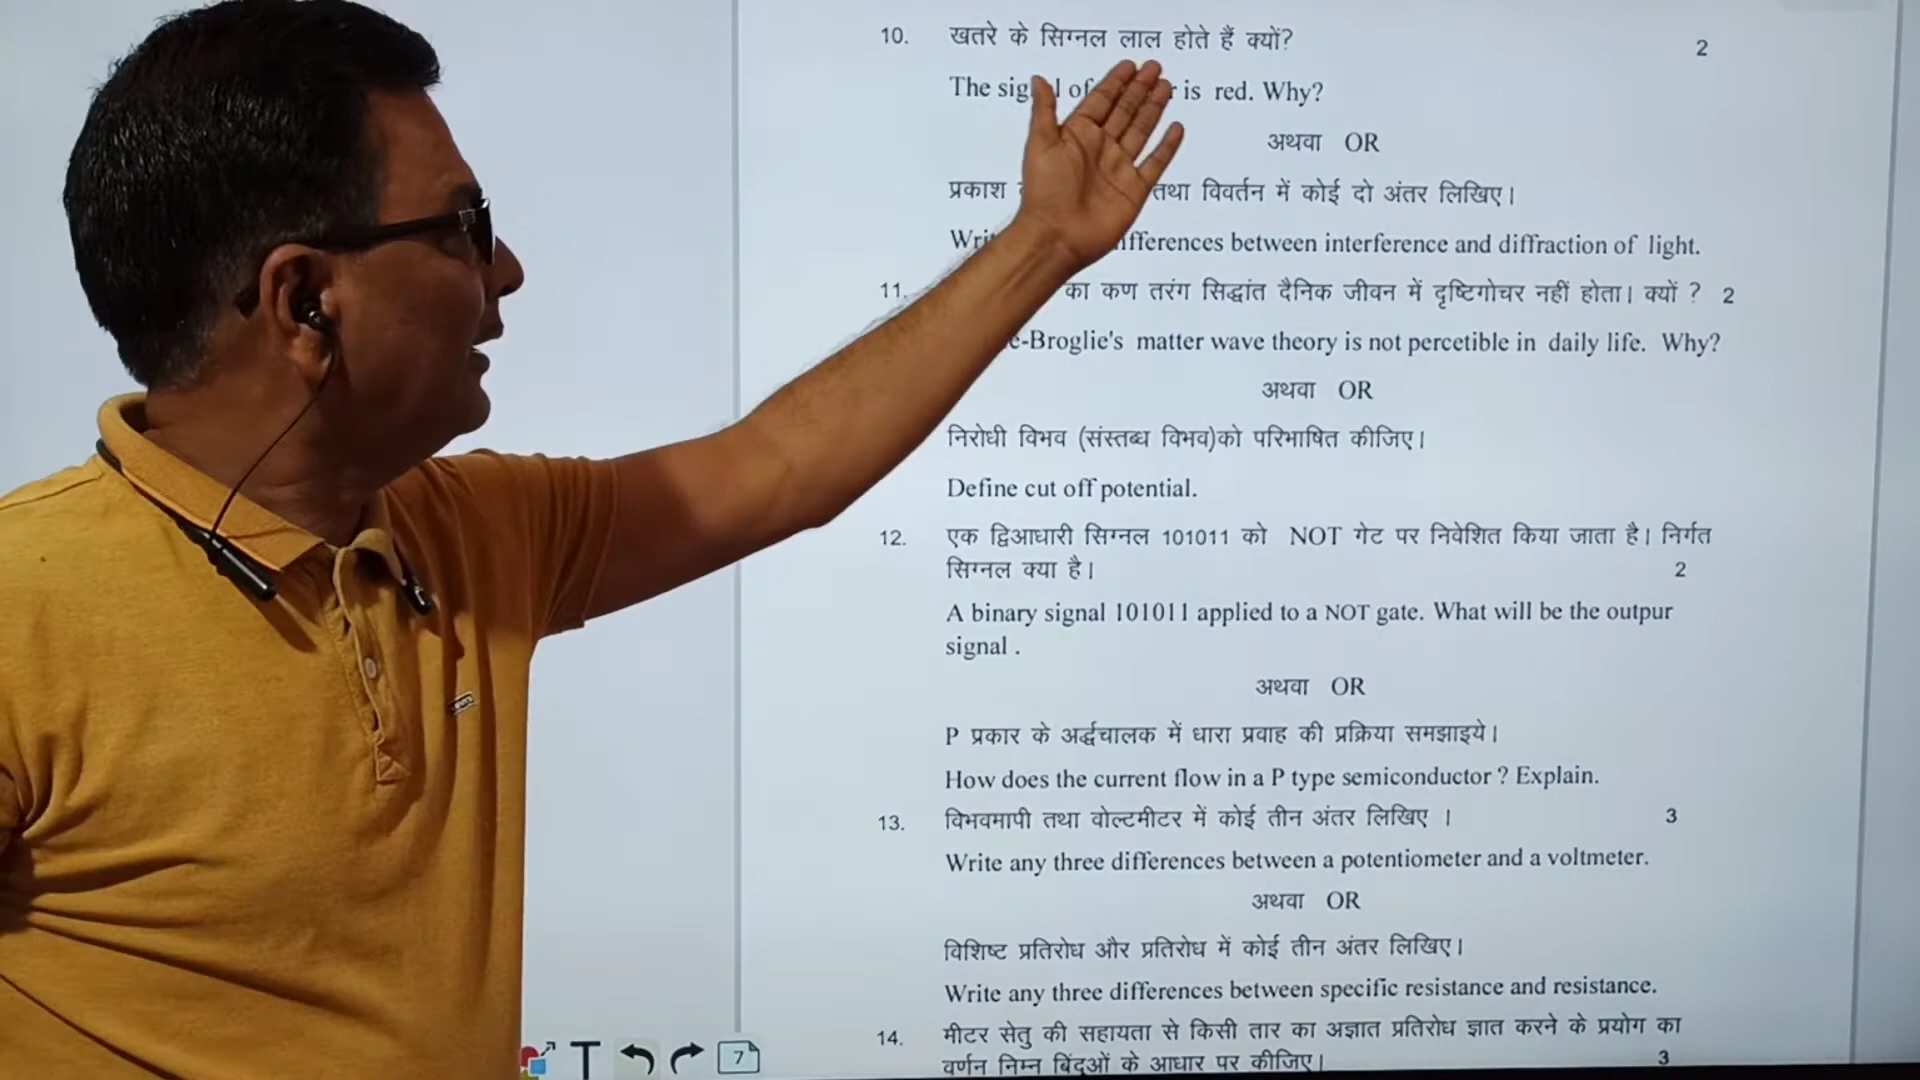 10. खतरे के सिग्नल लाल होते हैं क्यों? 2
The of is red. Why?
अथवा OR
प्रकाश तथा विवर्तन में कोई दो अंतर लिखिए।
between interference and diffraction of light.
11. का कण तरंग सिद्धांत दैनिक जीवन में दृष्टिगोचर नहीं होता। क्यों ? 2
matter wave theory is not percetible in daily life. Why?
अथवा OR
निरोधी विभव (संस्तब्ध विभव)को परिभाषित कीजिए।
Define cut off potential.
12. एक द्विआधारी सिग्नल 101011 को NOT गेट पर निवेशित किया जाता है। निर्गत
सिग्नल क्या है। 2
A binary signal 101011 applied to a NOT gate. What will be the outpur
signal .
अथवा OR
P प्रकार के अर्द्धचालक में धारा प्रवाह की प्रक्रिया समझाइये।
How does the current flow in a P type semiconductor ? Explain.
13. विभवमापी तथा वोल्टमीटर में कोई तीन अंतर लिखिए । 3
Write any three differences between a potentiometer and a voltmeter.
अथवा OR
विशिष्ट प्रतिरोध और प्रतिरोध में कोई तीन अंतर लिखिए।
Write any three differences between specific resistance and resistance.
14. मीटर सेतु की सहायता से किसी तार का अज्ञात प्रतिरोध ज्ञात करने के प्रयोग का
वर्णन निम्न बिंदुओं के आधार पर कीजिए। 3
T 7